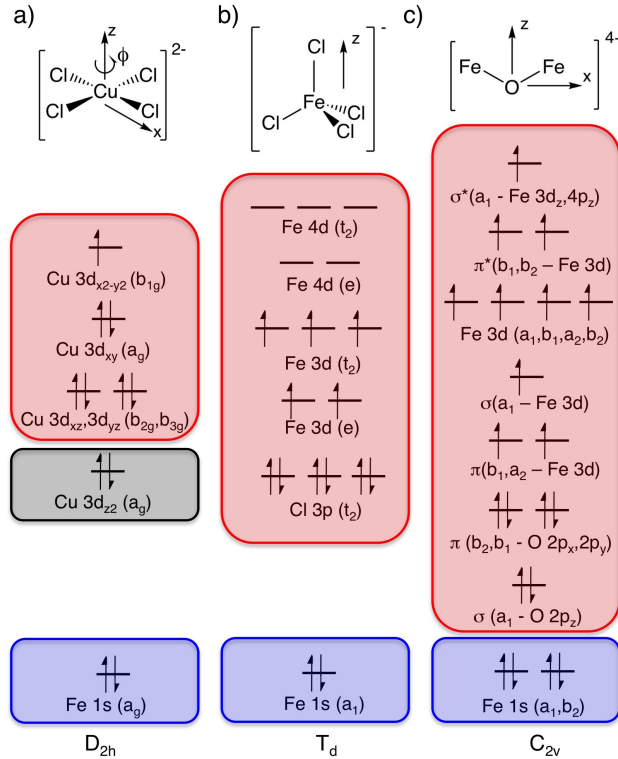 a)
z
ϕ
2-
Cl
Cl
Cu
Cl
Cl
x
Cu 3dx2-y2 (b1g)
Cu 3dxy (ag)
Cu 3dxz,3dyz (b2g,b3g)
Cu 3dz2 (ag)
Fe 1s (ag)
D2h
b)
-
Cl
z
Fe
Cl
Cl
Cl
Fe 4d (t2)
Fe 4d (e)
Fe 3d (t2)
Fe 3d (e)
Cl 3p (t2)
Fe 1s (a1)
Td
c)
4-
z
Fe
Fe
O
x
σ*(a1 - Fe 3dz,4pz)
π*(b1,b2 – Fe 3d)
Fe 3d (a1,b1,a2,b2)
σ(a1 – Fe 3d)
π(b1,a2 – Fe 3d)
π (b2,b1 - O 2px,2py)
σ (a1 - O 2pz)
Fe 1s (a1,b2)
C2v